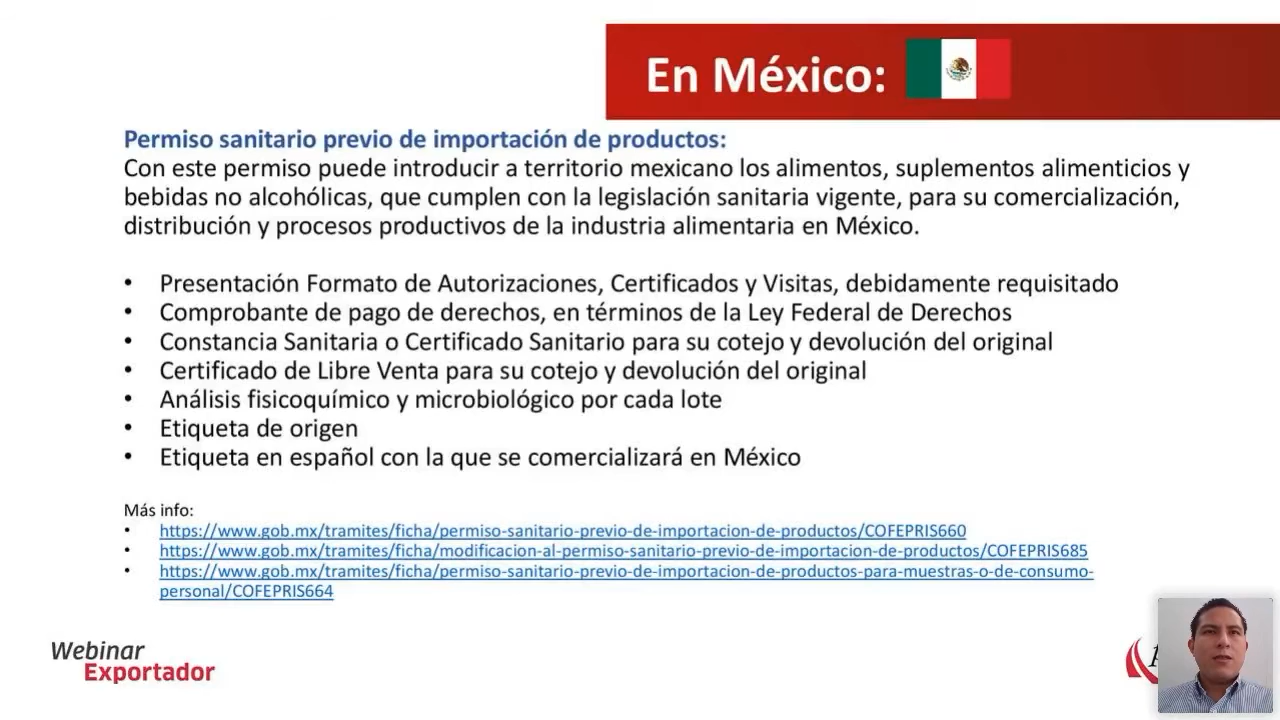 En México:
Permiso sanitario previo de importación de productos:
Con este permiso puede introducir a territorio mexicano los alimentos, suplementos alimenticios y
bebidas no alcohólicas, que cumplen con la legislación sanitaria vigente, para su comercialización,
distribución y procesos productivos de la industria alimentaria en México.
• Presentación Formato de Autorizaciones, Certificados y Visitas, debidamente requisitado
• Comprobante de pago de derechos, en términos de la Ley Federal de Derechos
• Constancia Sanitaria o Certificado Sanitario para su cotejo y devolución del original
• Certificado de Libre Venta para su cotejo y devolución del original
• Análisis fisicoquímico y microbiológico por cada lote
• Etiqueta de origen
• Etiqueta en español con la que se comercializará en México
Más info:
• https://www.gob.mx/tramites/ficha/permiso-sanitario-previo-de-importacion-de-productos/COFEPRIS660
• https://www.gob.mx/tramites/ficha/modificacion-al-permiso-sanitario-previo-de-importacion-de-productos/COFEPRIS685
• https://www.gob.mx/tramites/ficha/permiso-sanitario-previo-de-importacion-de-productos-para-muestras-o-de-consumo-
personal/COFEPRIS664
Webinar
Exportador